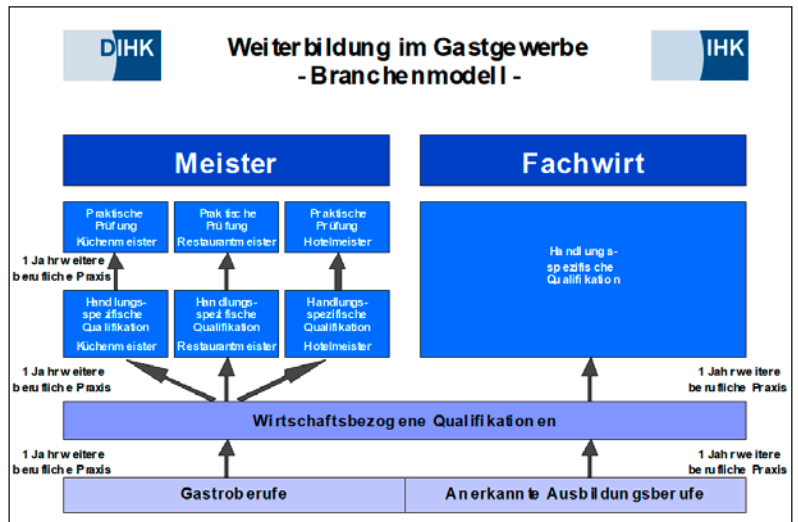 DIHK
Weiterbildung im Gastgewerbe
- Branchenmodell -
IHK
Meister
Fachwirt
Praktische
Prüfung
Küchenmeister
Praktische
Prüfung
Restaurantmeister
Praktische
Prüfung
Hotelmeister
Handlungs-
spezifische
Qualifikation
1 Jahr weitere
berufliche Praxis
Handlungs-
spezifische
Qualifikation
Küchenmeister
Handlungs-
spezifische
Qualifikation
Restaurantmeister
Handlungs-
spezifische
Qualifikation
Hotelmeister
1 Jahr weitere
berufliche Praxis
1 Jahr weitere
berufliche Praxis
Wirtschaftsbezogene Qualifikationen
1 Jahr weitere
berufliche Praxis
1 Jahr weitere
berufliche Praxis
Gastroberufe
Anerkannte Ausbildungsberufe